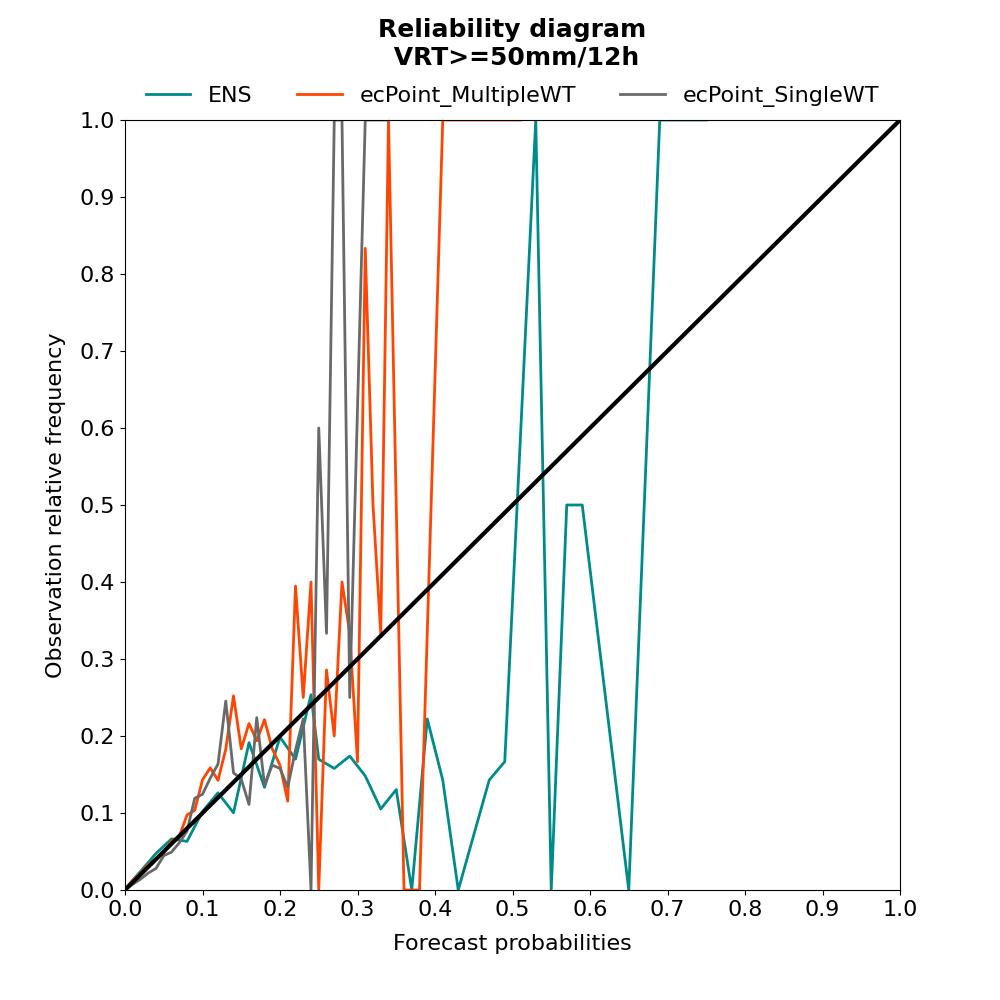 Reliability diagram
VRT>=50mm/12h
ENS ecPoint_MultipleWT ecPoint_SingleWT
1.0
0.9
0.8
0.7
0.6
0.5
0.4
0.3
0.2
0.1
0.0
Observation relative frequency
0.0 0.1 0.2 0.3 0.4 0.5 0.6 0.7 0.8 0.9 1.0
Forecast probabilities